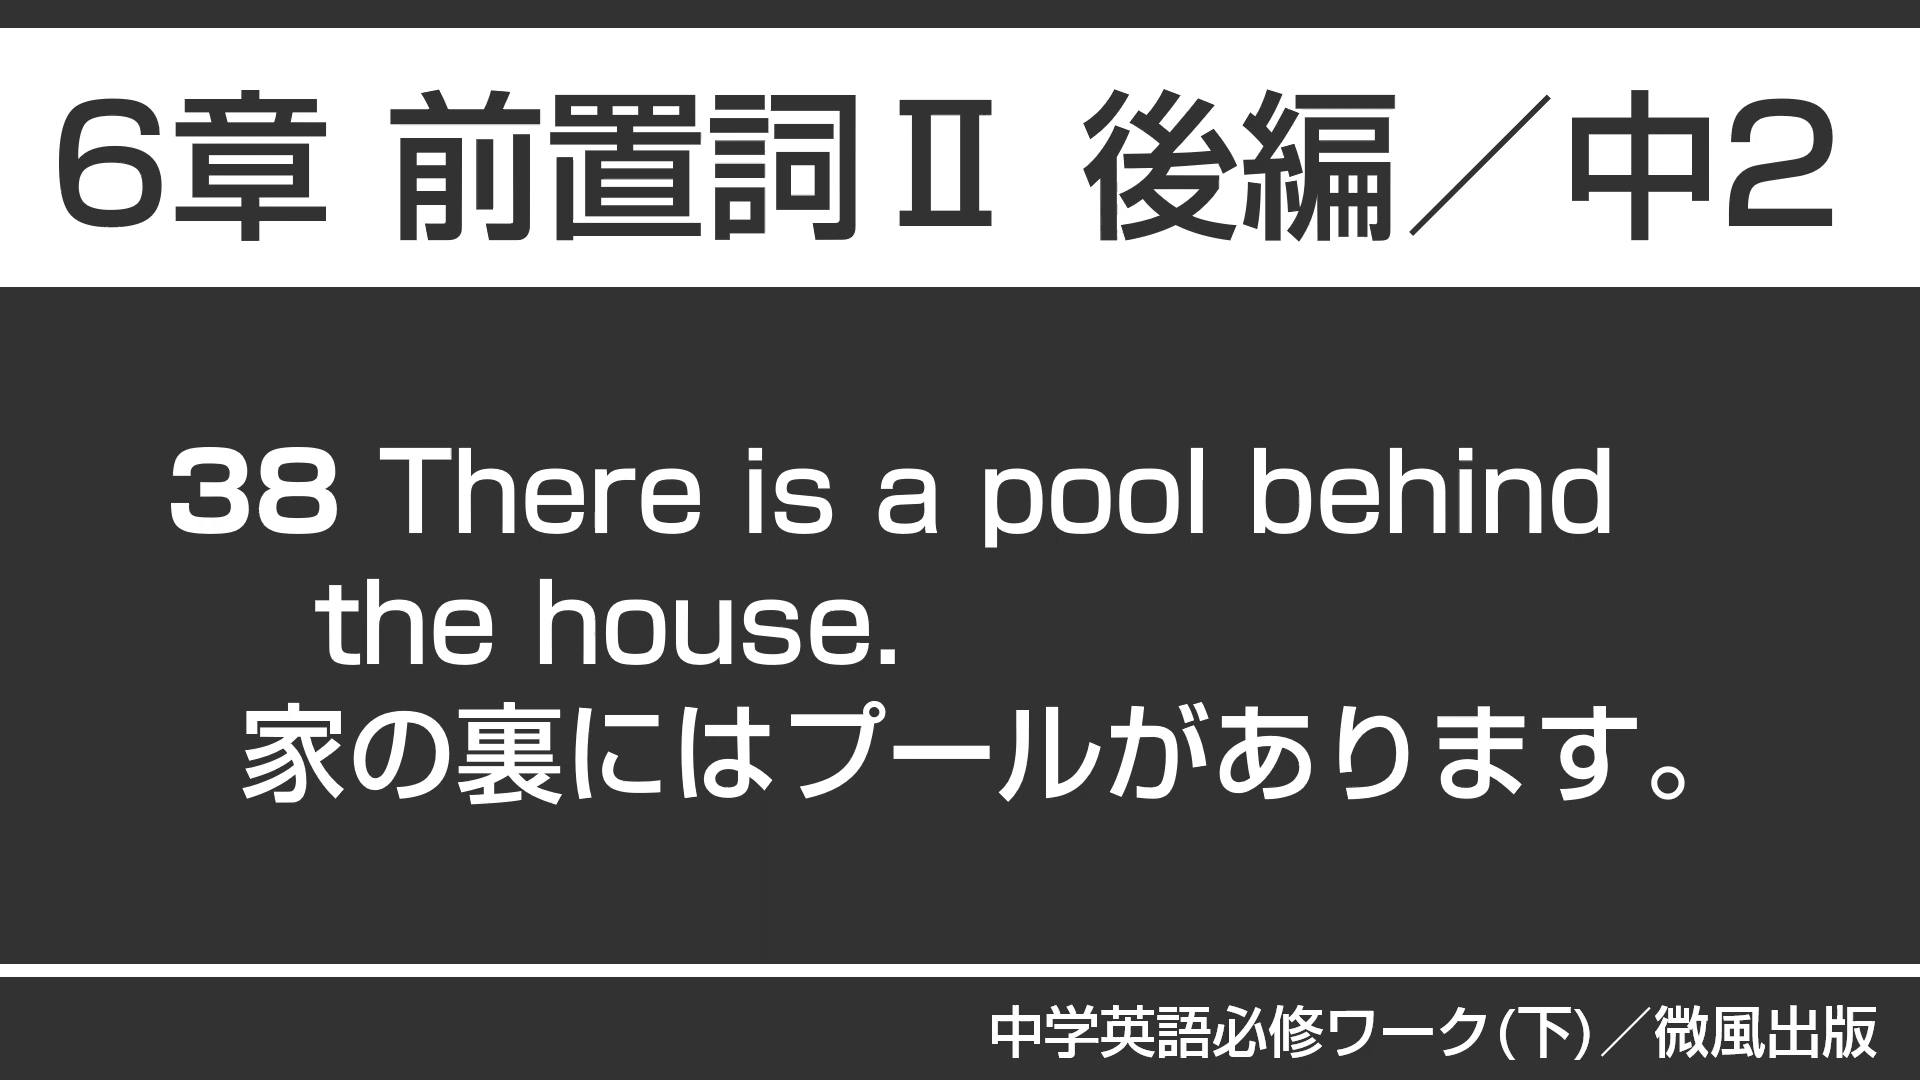 6章 前置詞Ⅱ 後編／中2
38 There is a pool behind
the house.
家の裏にはプールがあります。
中学英語必修ワーク(下)／微風出版